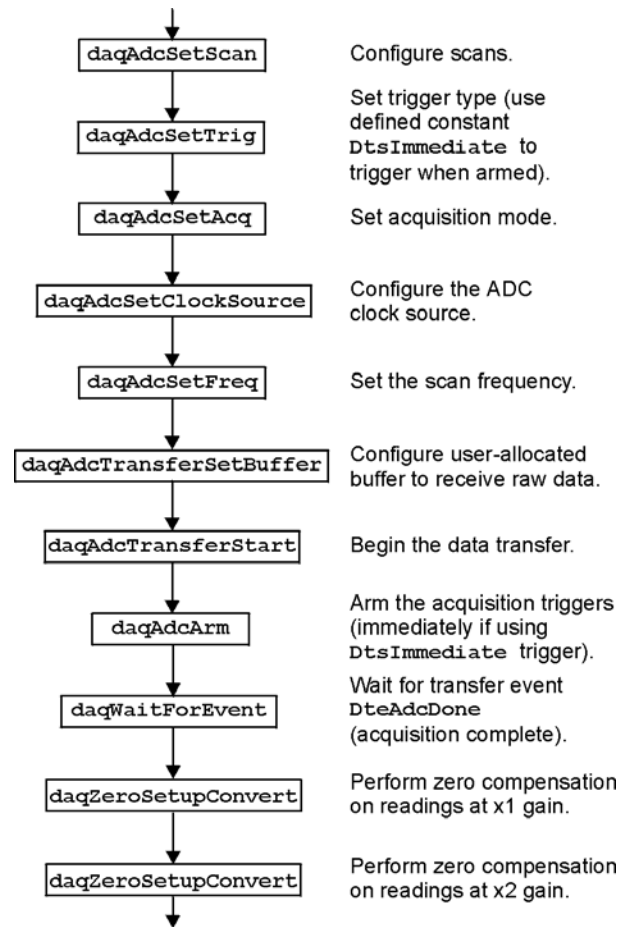 daqAdcSetScan
Configure scans.
daqAdcSetTrig
Set trigger type (use
defined constant
DtsImmediate to
trigger when armed).
daqAdcSetAcq
Set acquisition mode.
daqAdcSetClockSource
Configure the ADC
clock source.
daqAdcSetFreq
Set the scan frequency.
daqAdcTransferSetBuffer
Configure user-allocated
buffer to receive raw data.
daqAdcTransferStart
Begin the data transfer.
daqAdcArm
Arm the acquisition triggers
(immediately if using
DtsImmediate trigger).
daqWaitForEvent
Wait for transfer event
DteAdcDone
(acquisition complete).
daqZeroSetupConvert
Perform zero compensation
on readings at x1 gain.
daqZeroSetupConvert
Perform zero compensation
on readings at x2 gain.